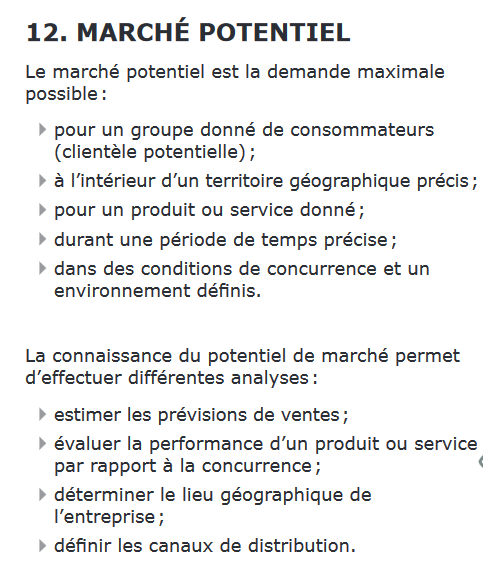 12. MARCHÉ POTENTIEL
Le marché potentiel est la demande maximale
possible :
pour un groupe donné de consommateurs
(clientèle potentielle) ;
à l’intérieur d’un territoire géographique précis ;
pour un produit ou service donné ;
durant une période de temps précise ;
dans des conditions de concurrence et un
environnement définis.
La connaissance du potentiel de marché permet
d’effectuer différentes analyses :
estimer les prévisions de ventes ;
évaluer la performance d’un produit ou service
par rapport à la concurrence ;
déterminer le lieu géographique de
l’entreprise ;
définir les canaux de distribution.